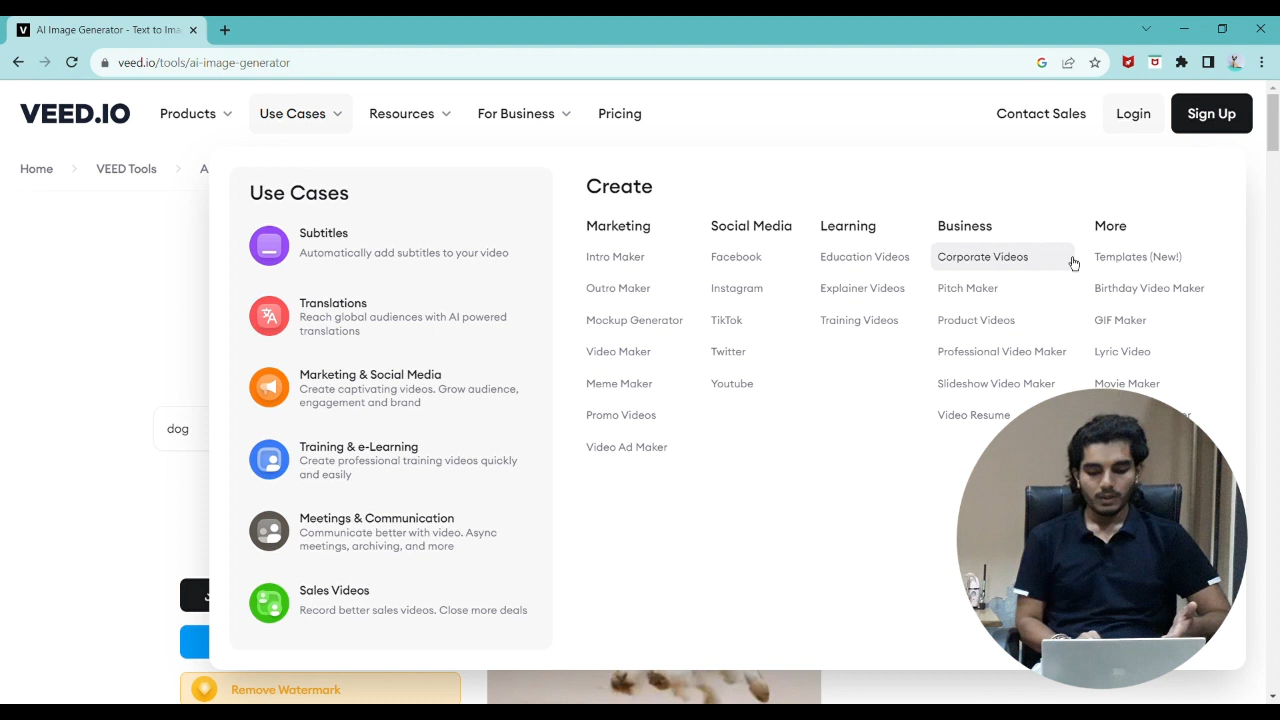 AI Image Generator - Text to Ima
veed.io/tools/ai-image-generator
VEED.IO
Products
Use Cases
Resources
For Business
Pricing
Contact Sales
Login
Sign Up
Home
VEED Tools
A
Use Cases
Subtitles
Automatically add subtitles to your video
Translations
Reach global audiences with AI powered
translations
Marketing & Social Media
Create captivating videos. Grow audience,
engagement and brand
Training & e-Learning
Create professional training videos quickly
and easily
Meetings & Communication
Communicate better with video. Async
meetings, archiving, and more
Sales Videos
Record better sales videos. Close more deals
Create
Marketing
Intro Maker
Outro Maker
Mockup Generator
Video Maker
Meme Maker
Promo Videos
Video Ad Maker
Social Media
Facebook
Instagram
TikTok
Twitter
Youtube
Learning
Education Videos
Explainer Videos
Training Videos
Business
Corporate Videos
Pitch Maker
Product Videos
Professional Video Maker
Slideshow Video Maker
Video Resume
More
Templates (New!)
Birthday Video Maker
GIF Maker
Lyric Video
Movie Maker
dog
Remove Watermark